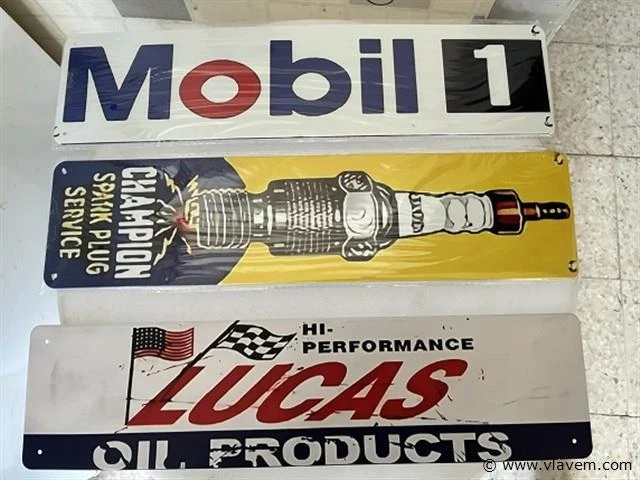 Mobil 1
CHAMPION
SPARK PLUG
SERVICE
HI-
PERFORMANCE
LUCAS
OIL PRODUCTS
© www.vlavem.com